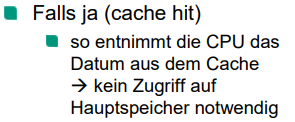 Falls ja (cache hit)
so entnimmt die CPU das
Datum aus dem Cache
→ kein Zugriff auf
Hauptspeicher notwendig